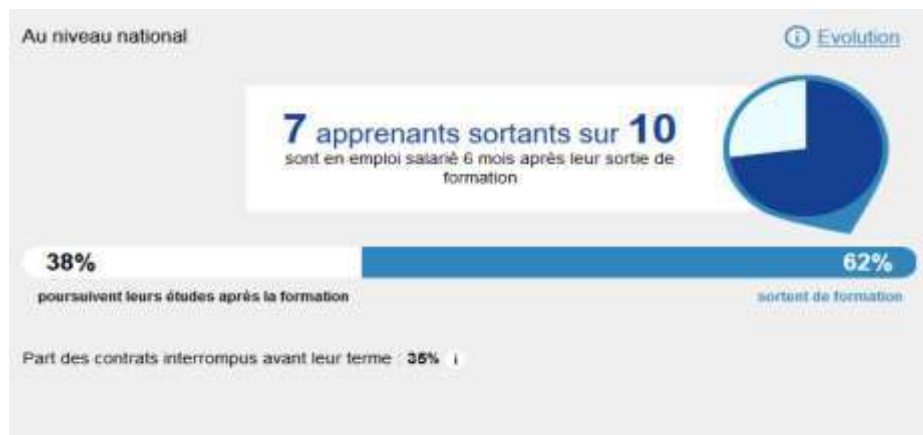 Au niveau national
Evolution
7 apprenants sortants sur 10
sont en emploi salarié 6 mois après leur sortie de
formation
38%
62%
poursuivent leurs études après la formation
sortent de formation
Part des contrats interrompus avant leur terme : 35% i